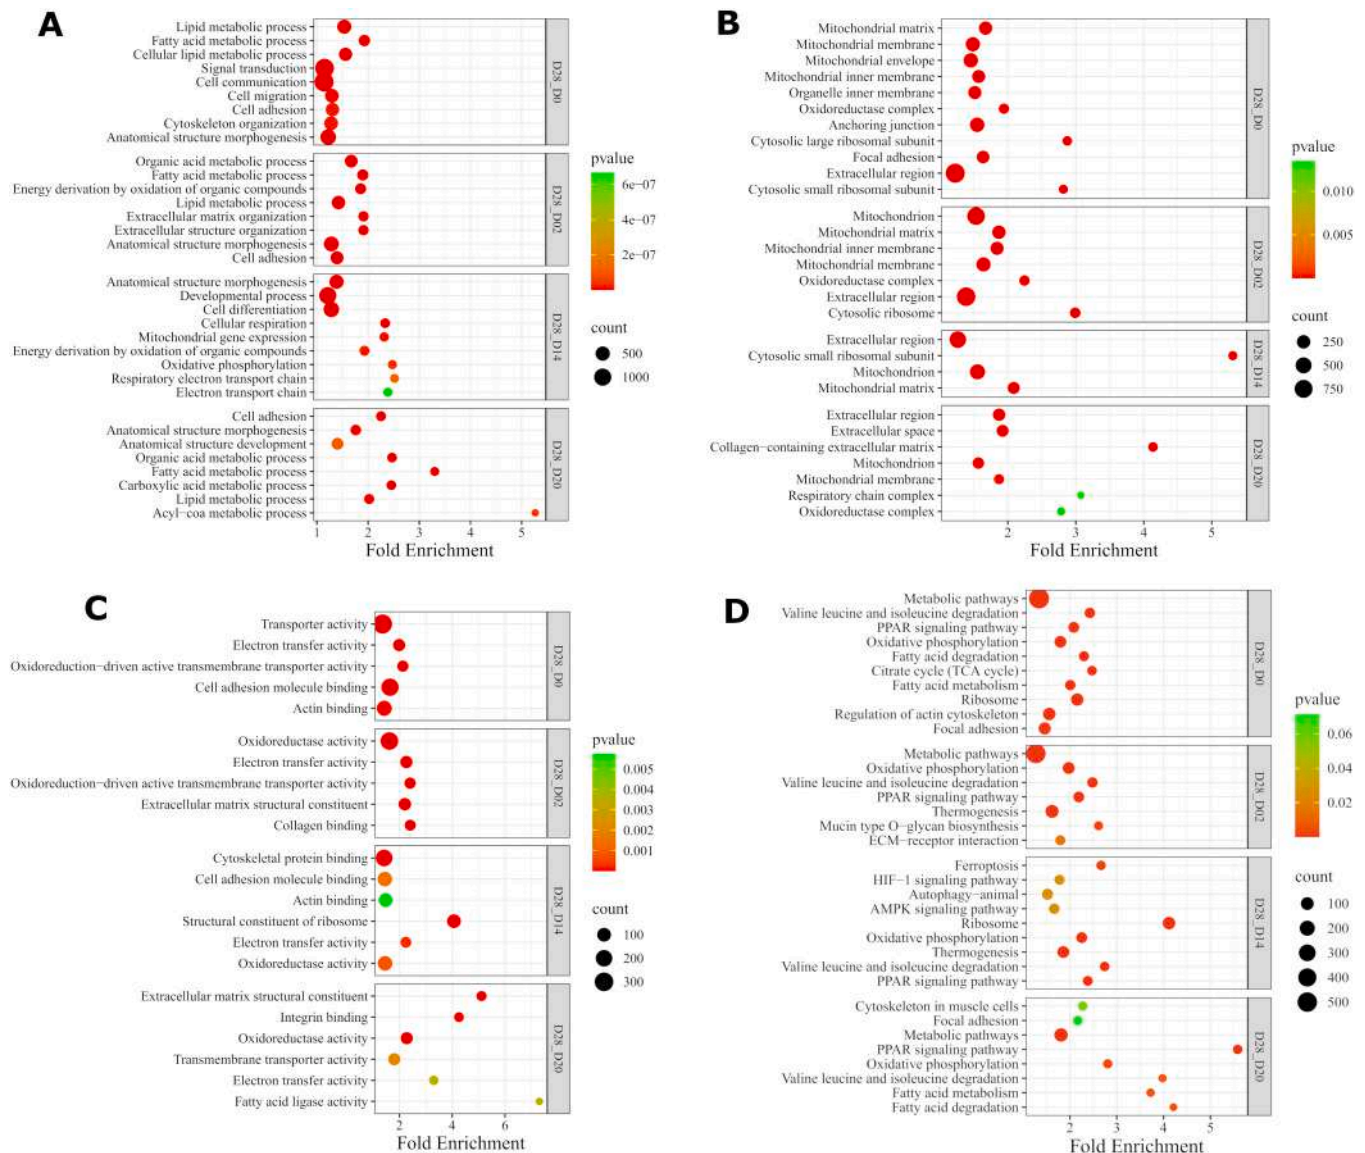 A
Lipid metabolic process
Fatty acid metabolic process
Cellular lipid metabolic process
Signal transduction
Cell communication
Cell migration
Cell adhesion
Cytoskeleton organization
Anatomical structure morphogenesis
D28_D0
Organic acid metabolic process
Fatty acid metabolic process
Energy derivation by oxidation of organic compounds
Lipid metabolic process
Extracellular matrix organization
Extracellular structure organization
Anatomical structure morphogenesis
Cell adhesion
D28_D02
Anatomical structure morphogenesis
Developmental process
Cell differentiation
Cellular respiration
Mitochondrial gene expression
Energy derivation by oxidation of organic compounds
Oxidative phosphorylation
Respiratory electron transport chain
Electron transport chain
D28_D14
Cell adhesion
Anatomical structure morphogenesis
Anatomical structure development
Organic acid metabolic process
Fatty acid metabolic process
Carboxylic acid metabolic process
Lipid metabolic process
Acyl−coa metabolic process
D28_D20
1 2 3 4 5
Fold Enrichment
pvalue
6e−07
4e−07
2e−07
count
500
1000
B
Mitochondrial matrix
Mitochondrial membrane
Mitochondrial envelope
Mitochondrial inner membrane
Organelle inner membrane
Oxidoreductase complex
Anchoring junction
Cytosolic large ribosomal subunit
Focal adhesion
Extracellular region
Cytosolic small ribosomal subunit
D28_D0
Mitochondrion
Mitochondrial matrix
Mitochondrial inner membrane
Mitochondrial membrane
Oxidoreductase complex
Extracellular region
Cytosolic ribosome
D28_D02
Extracellular region
Cytosolic small ribosomal subunit
Mitochondrion
Mitochondrial matrix
D28_D14
Extracellular region
Extracellular space
Collagen−containing extracellular matrix
Mitochondrion
Mitochondrial membrane
Respiratory chain complex
Oxidoreductase complex
D28_D20
2 3 4 5
Fold Enrichment
pvalue
0.010
0.005
count
250
500
750
C
Transporter activity
Electron transfer activity
Oxidoreduction−driven active transmembrane transporter activity
Cell adhesion molecule binding
Actin binding
D28_D0
Oxidoreductase activity
Electron transfer activity
Oxidoreduction−driven active transmembrane transporter activity
Extracellular matrix structural constituent
Collagen binding
D28_D02
Cytoskeletal protein binding
Cell adhesion molecule binding
Actin binding
Structural constituent of ribosome
Electron transfer activity
Oxidoreductase activity
D28_D14
Extracellular matrix structural constituent
Integrin binding
Oxidoreductase activity
Transmembrane transporter activity
Electron transfer activity
Fatty acid ligase activity
D28_D20
2 4 6
Fold Enrichment
pvalue
0.005
0.004
0.003
0.002
0.001
count
100
200
300
D
Metabolic pathways
Valine leucine and isoleucine degradation
PPAR signaling pathway
Oxidative phosphorylation
Fatty acid degradation
Citrate cycle (TCA cycle)
Fatty acid metabolism
Ribosome
Regulation of actin cytoskeleton
Focal adhesion
D28_D0
Metabolic pathways
Oxidative phosphorylation
Valine leucine and isoleucine degradation
PPAR signaling pathway
Thermogenesis
Mucin type O−glycan biosynthesis
ECM−receptor interaction
D28_D02
Ferroptosis
HIF−1 signaling pathway
Autophagy−animal
AMPK signaling pathway
Ribosome
Oxidative phosphorylation
Thermogenesis
Valine leucine and isoleucine degradation
PPAR signaling pathway
D28_D14
Cytoskeleton in muscle cells
Focal adhesion
Metabolic pathways
PPAR signaling pathway
Oxidative phosphorylation
Valine leucine and isoleucine degradation
Fatty acid metabolism
Fatty acid degradation
D28_D20
2 3 4 5
Fold Enrichment
pvalue
0.06
0.04
0.02
count
100
200
300
400
500